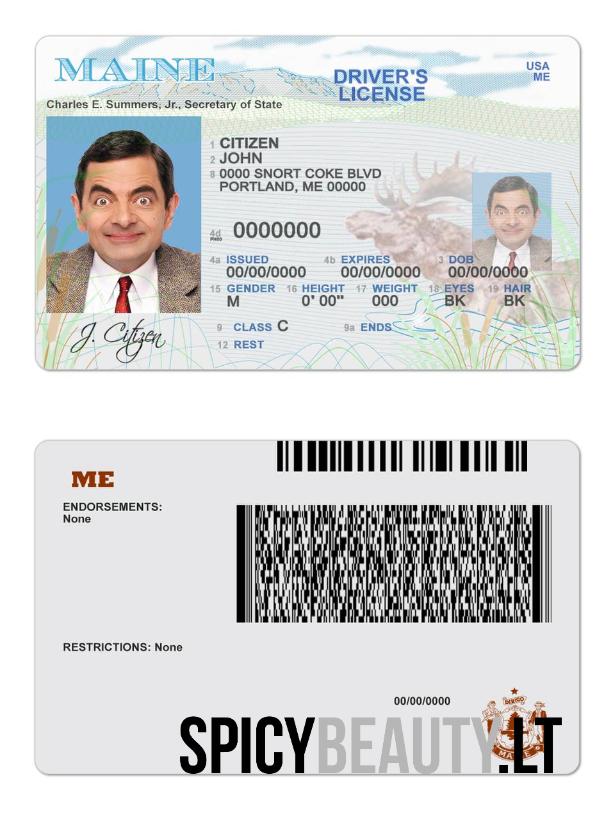 MAINE
DRIVER'S
LICENSE
USA
ME
Charles E. Summers, Jr., Secretary of State
1 CITIZEN
2 JOHN
8 0000 SNORT COKE BLVD
PORTLAND, ME 00000
4d 0000000
4a ISSUED 4b EXPIRES 3 DOB
00/00/0000 00/00/0000 00/00/0000
15 GENDER 16 HEIGHT 17 WEIGHT 18 EYES 19 HAIR
M 0' 00" 000 BK BK
9 CLASS C 9a ENDS
12 REST
J. Citizen
ME
ENDORSEMENTS:
None
RESTRICTIONS: None
00/00/0000
DIRIGO
MAINE
SPICYBEAUTY.LT